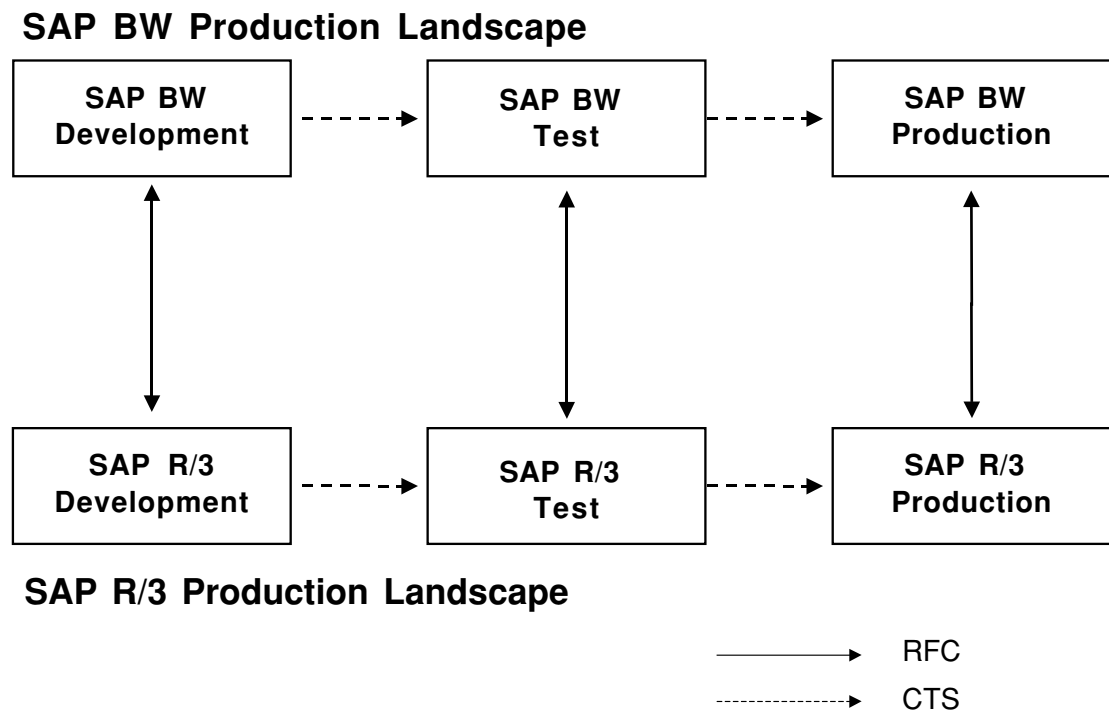 SAP BW Production Landscape
SAP BW
Development
SAP BW
Test
SAP BW
Production
SAP R/3
Development
SAP R/3
Test
SAP R/3
Production
SAP R/3 Production Landscape
RFC
CTS